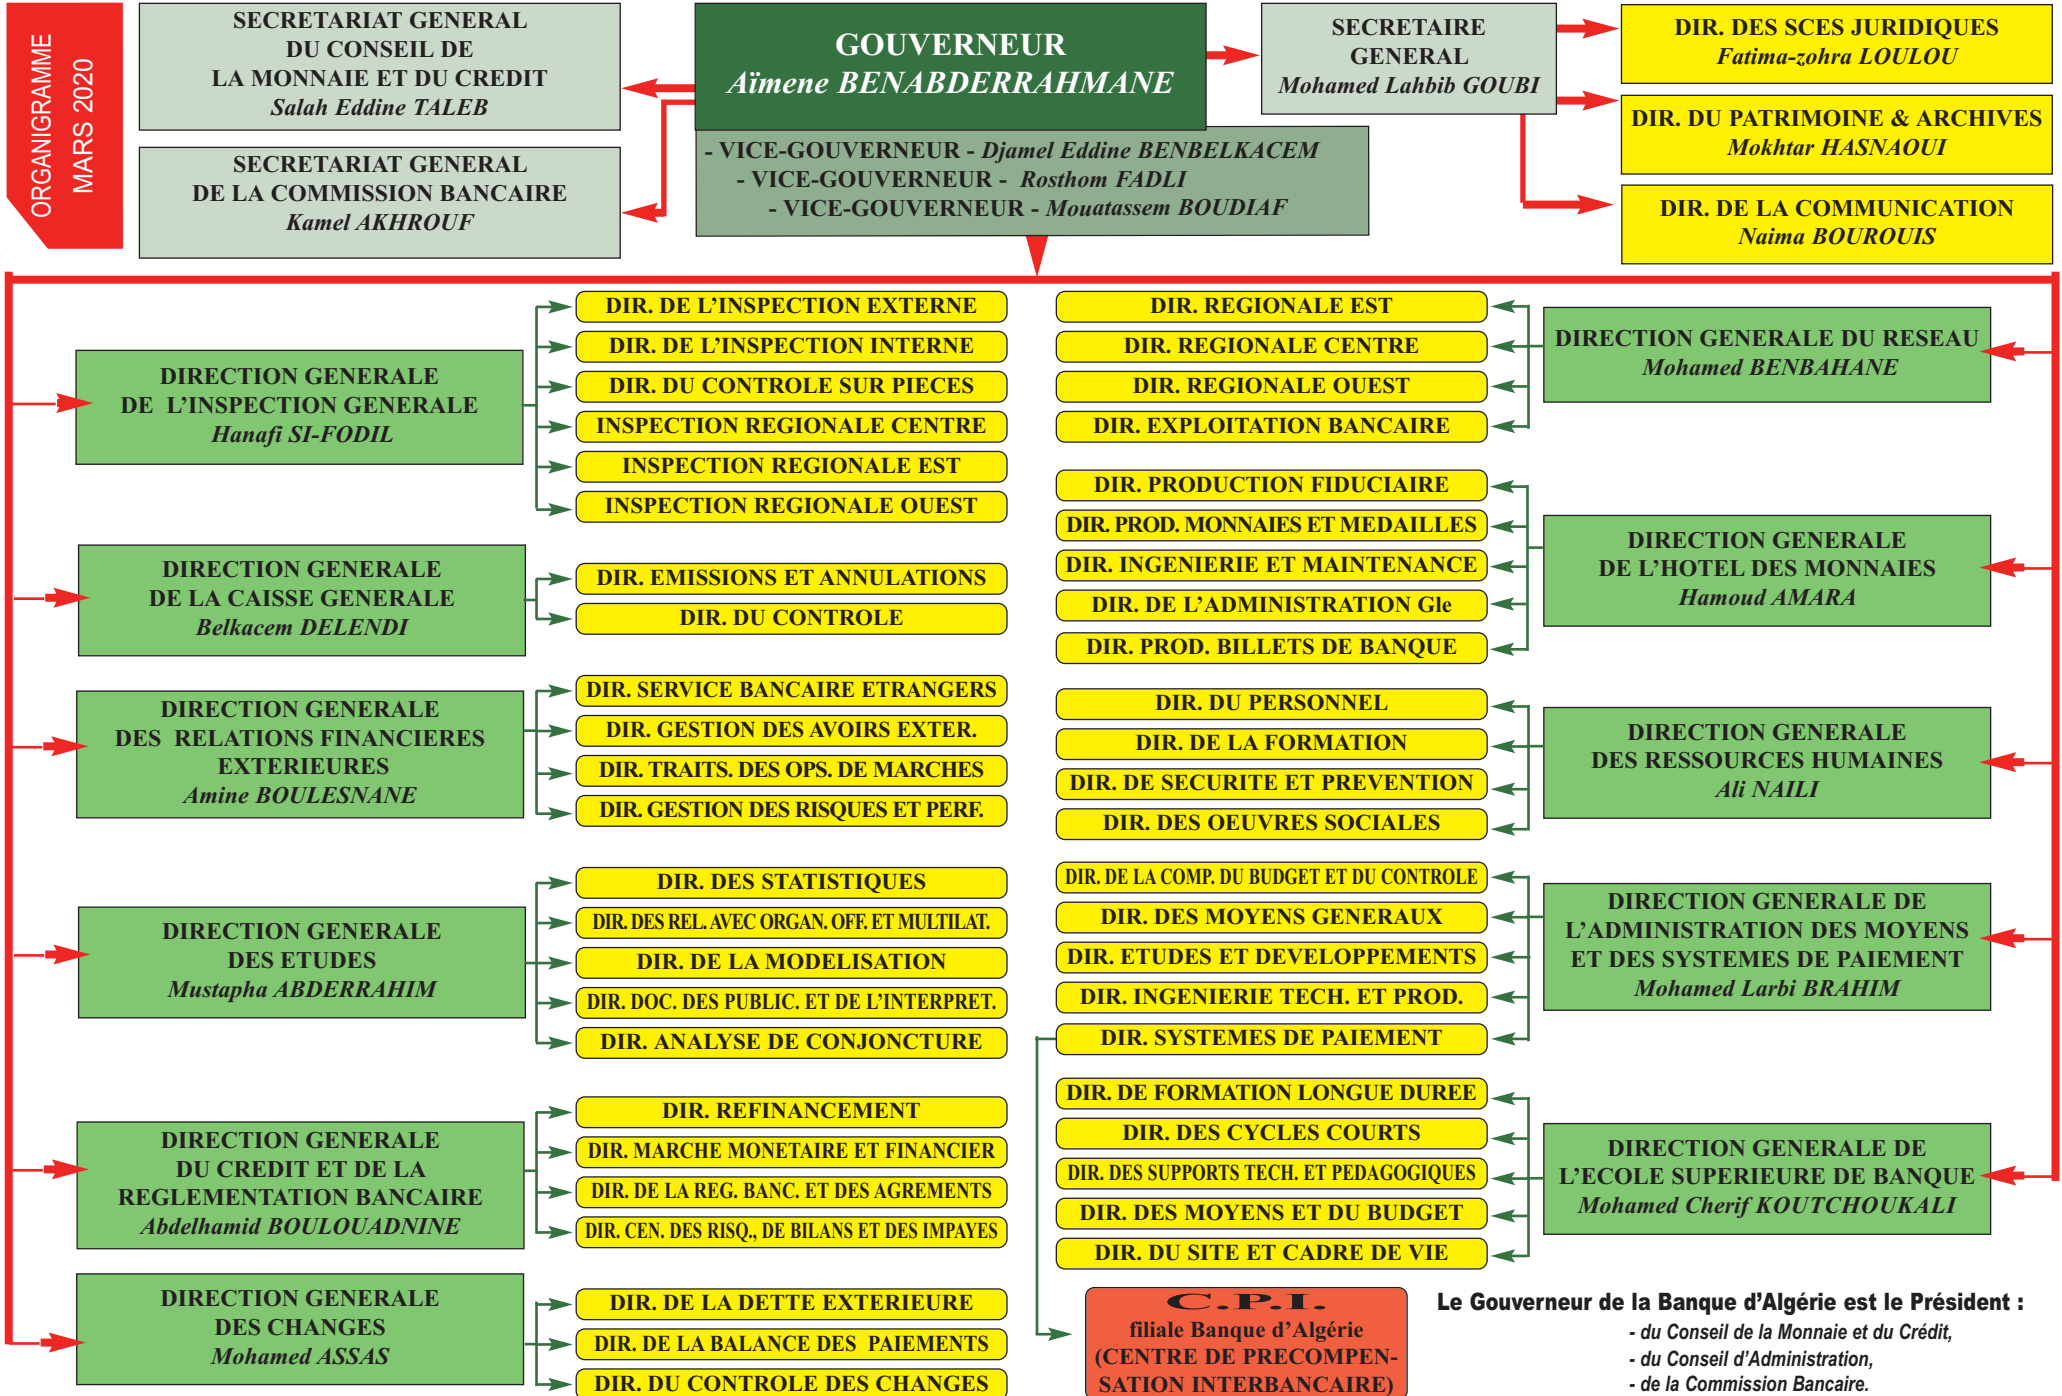 ORGANIGRAMME
MARS 2020
SECRETARIAT GENERAL
DU CONSEIL DE
LA MONNAIE ET DU CREDIT
Salah Eddine TALEB
SECRETARIAT GENERAL
DE LA COMMISSION BANCAIRE
Kamel AKHROUF
GOUVERNEUR
Aïmene BENABDERRAHMANE
- VICE-GOUVERNEUR - Djamel Eddine BENBELKACEM
- VICE-GOUVERNEUR - Rosthom FADLI
- VICE-GOUVERNEUR - Mouatassem BOUDIAF
SECRETAIRE
GENERAL
Mohamed Lahbib GOUBI
DIR. DES SCES JURIDIQUES
Fatima-zohra LOULOU
DIR. DU PATRIMOINE & ARCHIVES
Mokhtar HASNAOUI
DIR. DE LA COMMUNICATION
Naima BOUROUIS
DIRECTION GENERALE
DE L'INSPECTION GENERALE
Hanafi SI-FODIL
DIR. DE L'INSPECTION EXTERNE
DIR. DE L'INSPECTION INTERNE
DIR. DU CONTROLE SUR PIECES
INSPECTION REGIONALE CENTRE
INSPECTION REGIONALE EST
INSPECTION REGIONALE OUEST
DIRECTION GENERALE
DE LA CAISSE GENERALE
Belkacem DELENDI
DIR. EMISSIONS ET ANNULATIONS
DIR. DU CONTROLE
DIRECTION GENERALE
DES RELATIONS FINANCIERES
EXTERIEURES
Amine BOULESNANE
DIR. SERVICE BANCAIRE ETRANGERS
DIR. GESTION DES AVOIRS EXTER.
DIR. TRAITS. DES OPS. DE MARCHES
DIR. GESTION DES RISQUES ET PERF.
DIRECTION GENERALE
DES ETUDES
Mustapha ABDERRAHIM
DIR. DES STATISTIQUES
DIR. DES REL. AVEC ORGAN. OFF. ET MULTILAT.
DIR. DE LA MODELISATION
DIR. DOC. DES PUBLIC. ET DE L'INTERPRET.
DIR. ANALYSE DE CONJONCTURE
DIRECTION GENERALE
DU CREDIT ET DE LA
REGLEMENTATION BANCAIRE
Abdelhamid BOULOUADNINE
DIR. REFINANCEMENT
DIR. MARCHE MONETAIRE ET FINANCIER
DIR. DE LA REG. BANC. ET DES AGREMENTS
DIR. CEN. DES RISQ., DE BILANS ET DES IMPAYES
DIRECTION GENERALE
DES CHANGES
Mohamed ASSAS
DIR. DE LA DETTE EXTERIEURE
DIR. DE LA BALANCE DES PAIEMENTS
DIR. DU CONTROLE DES CHANGES
DIR. REGIONALE EST
DIR. REGIONALE CENTRE
DIR. REGIONALE OUEST
DIR. EXPLOITATION BANCAIRE
DIRECTION GENERALE DU RESEAU
Mohamed BENBAHANE
DIR. PRODUCTION FIDUCIAIRE
DIR. PROD. MONNAIES ET MEDAILLES
DIR. INGENIERIE ET MAINTENANCE
DIR. DE L'ADMINISTRATION Gle
DIR. PROD. BILLETS DE BANQUE
DIRECTION GENERALE
DE L'HOTEL DES MONNAIES
Hamoud AMARA
DIR. DU PERSONNEL
DIR. DE LA FORMATION
DIR. DE SECURITE ET PREVENTION
DIR. DES OEUVRES SOCIALES
DIRECTION GENERALE
DES RESSOURCES HUMAINES
Ali NAILI
DIR. DE LA COMP. DU BUDGET ET DU CONTROLE
DIR. DES MOYENS GENERAUX
DIR. ETUDES ET DEVELOPPEMENTS
DIR. INGENIERIE TECH. ET PROD.
DIR. SYSTEMES DE PAIEMENT
DIRECTION GENERALE DE
L'ADMINISTRATION DES MOYENS
ET DES SYSTEMES DE PAIEMENT
Mohamed Larbi BRAHIM
DIR. DE FORMATION LONGUE DUREE
DIR. DES CYCLES COURTS
DIR. DES SUPPORTS TECH. ET PEDAGOGIQUES
DIR. DES MOYENS ET DU BUDGET
DIR. DU SITE ET CADRE DE VIE
DIRECTION GENERALE DE
L'ECOLE SUPERIEURE DE BANQUE
Mohamed Cherif KOUTCHOUKALI
C.P.I.
filiale Banque d'Algérie
(CENTRE DE PRECOMPEN-
SATION INTERBANCAIRE)
Le Gouverneur de la Banque d'Algérie est le Président :
- du Conseil de la Monnaie et du Crédit,
- du Conseil d'Administration,
- de la Commission Bancaire.